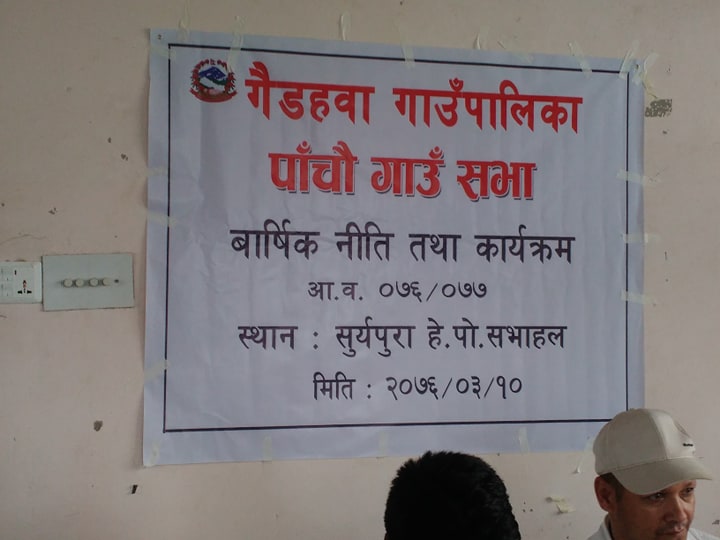 गैडहवा गाउँपालिका
पाँचौ गाउँ सभा
बार्षिक नीति तथा कार्यक्रम
आ.व. ०७६/०७७
स्थान : सुर्यपुरा हे.पो.सभाहल
मिति : २०७६/०३/१०